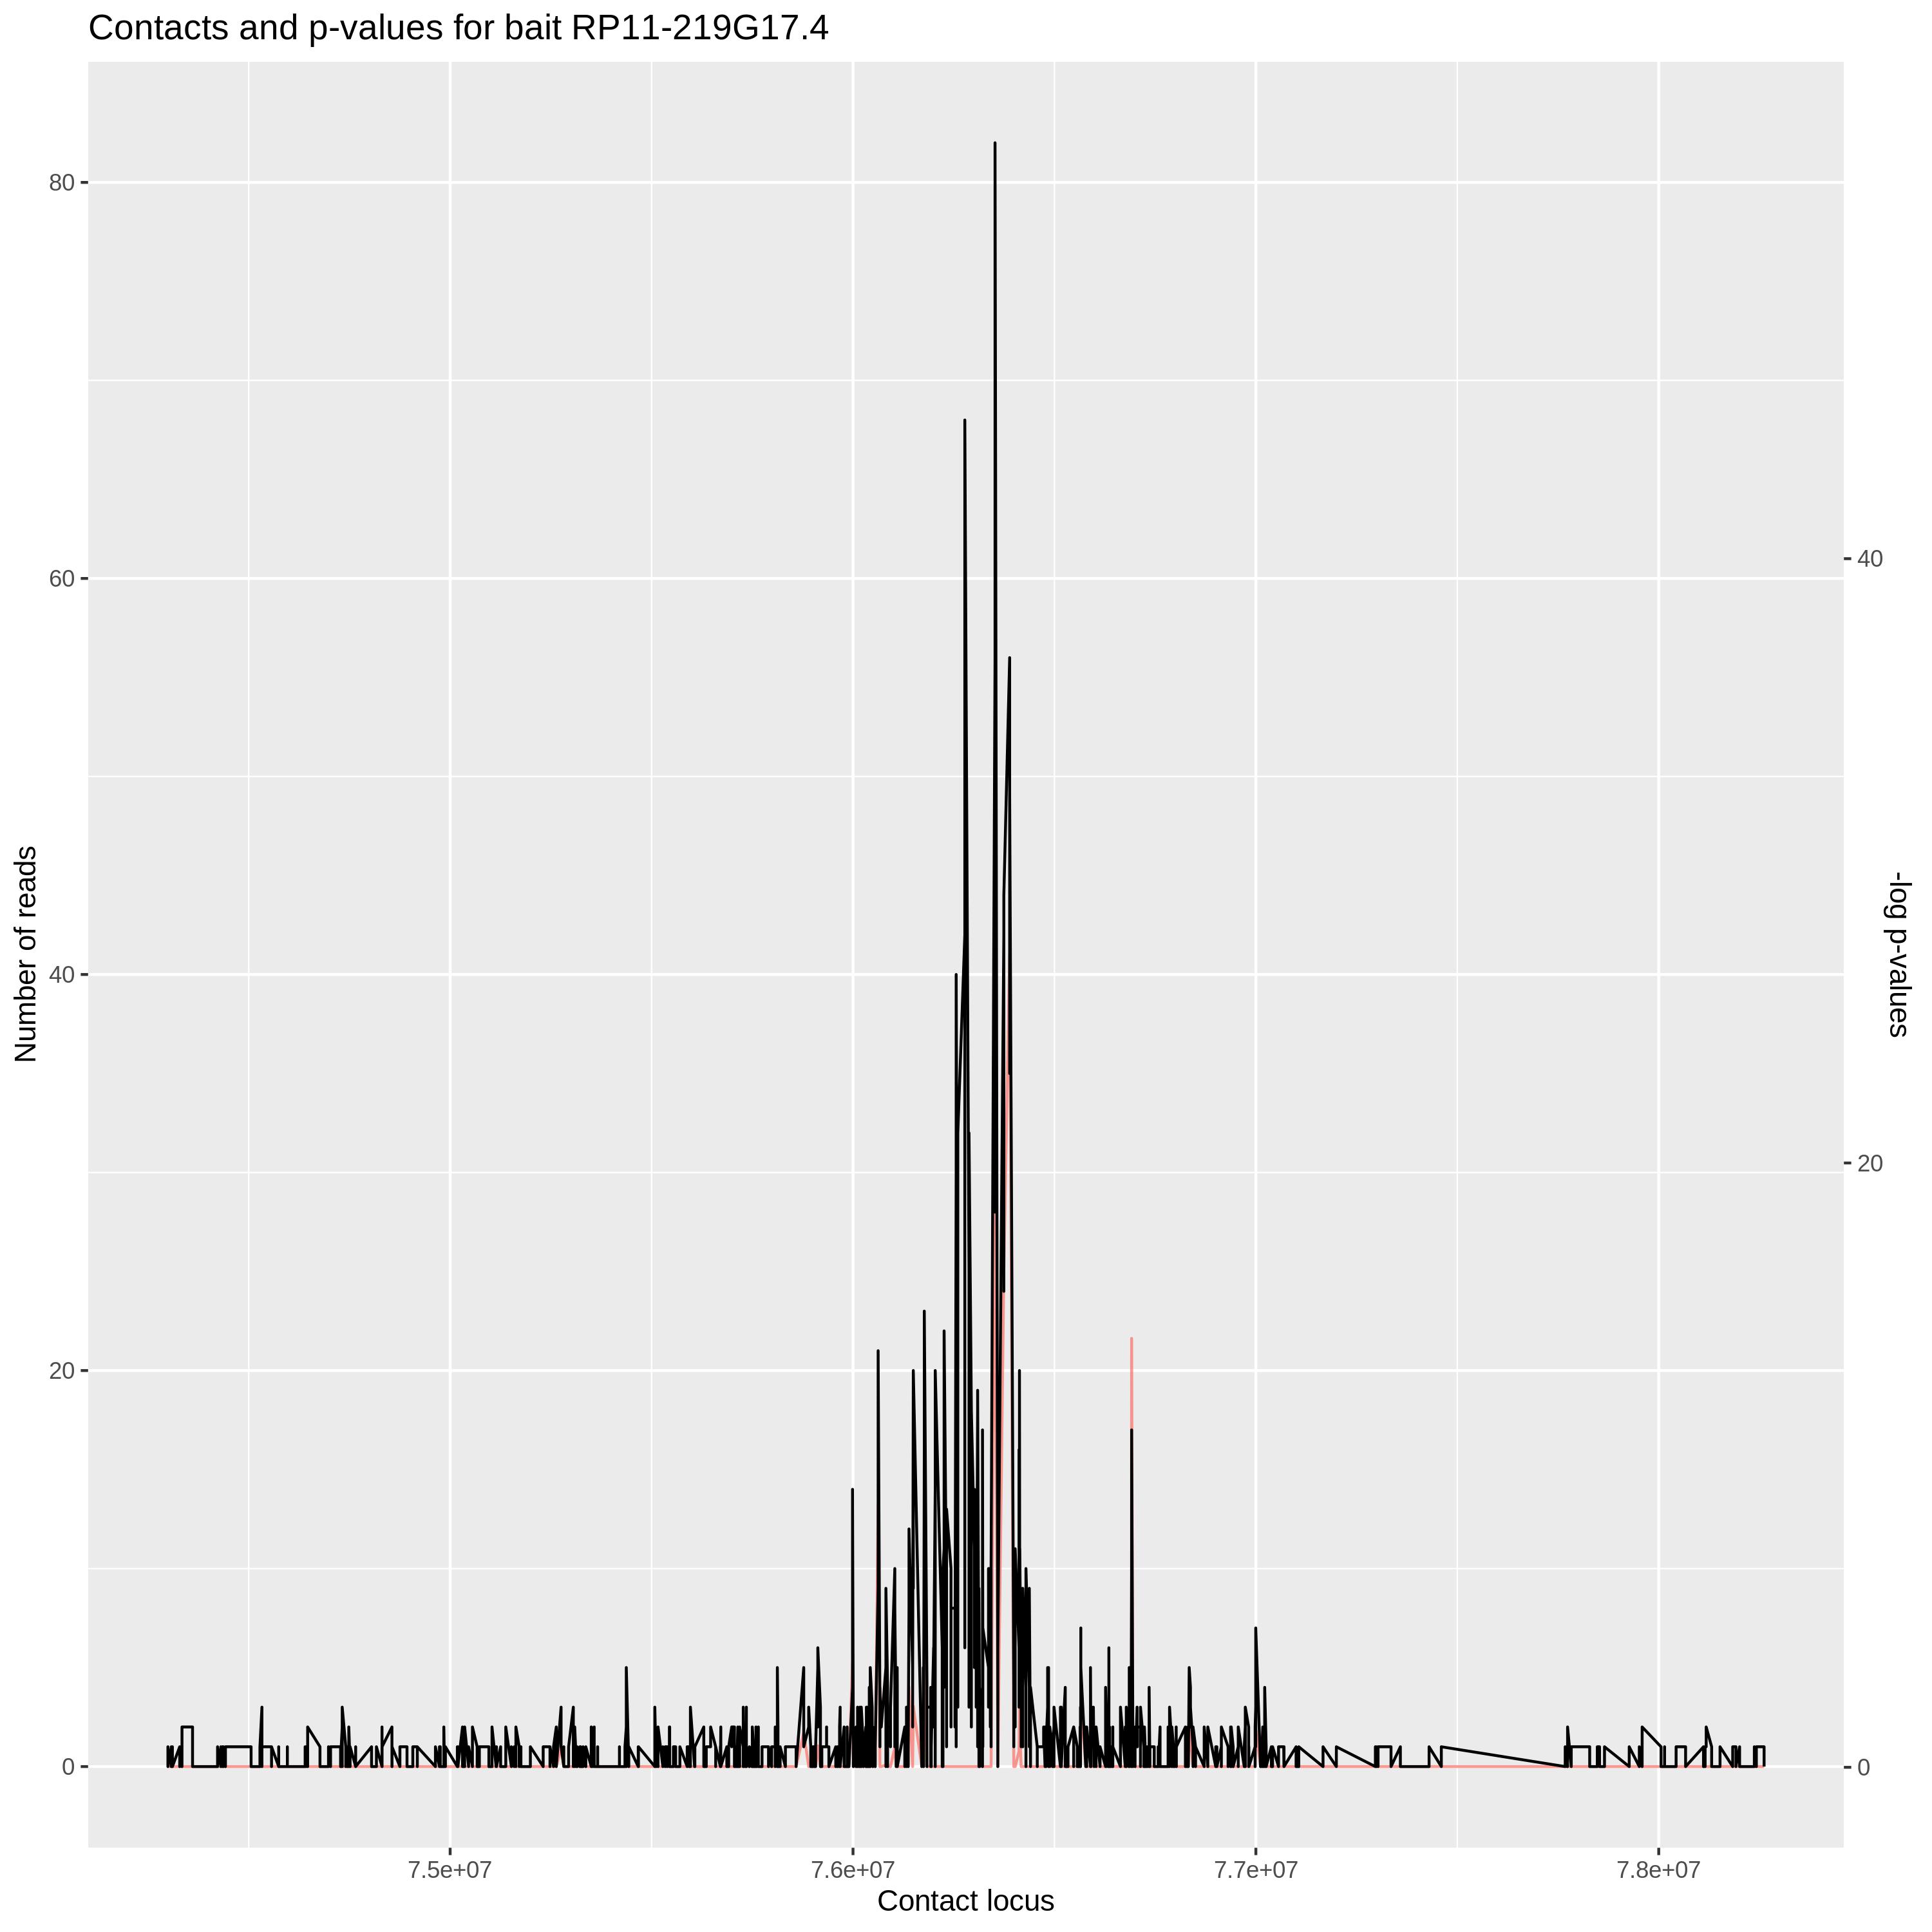 Contacts and p-values for bait RP11-219G17.4
80
60
40
20
0
Number of reads
40
20
0
-log p-values
7.5e+07 7.6e+07 7.7e+07 7.8e+07
Contact locus